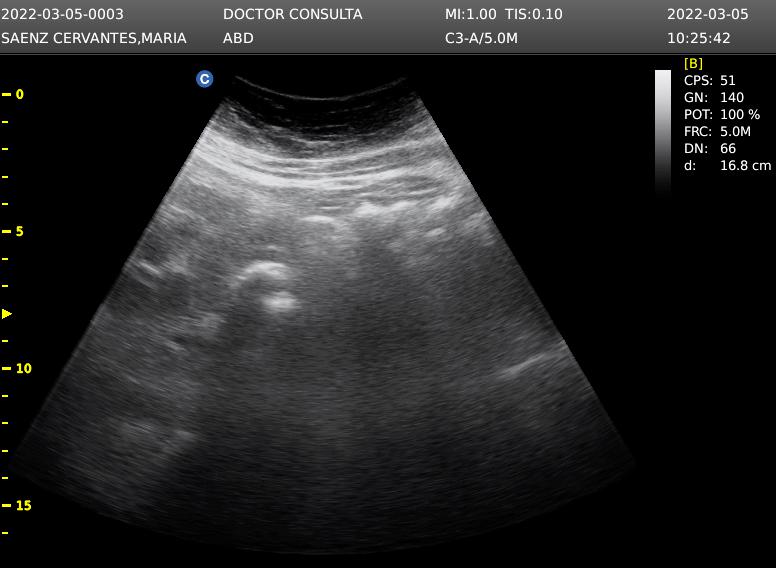 2022-03-05-0003 DOCTOR CONSULTA MI:1.00 TIS:0.10 2022-03-05
SAENZ CERVANTES,MARIA ABD C3-A/5.0M 10:25:42
[B]
CPS: 51
GN: 140
POT: 100 %
FRC: 5.0M
DN: 66
d: 16.8 cm
C
0
5
10
15